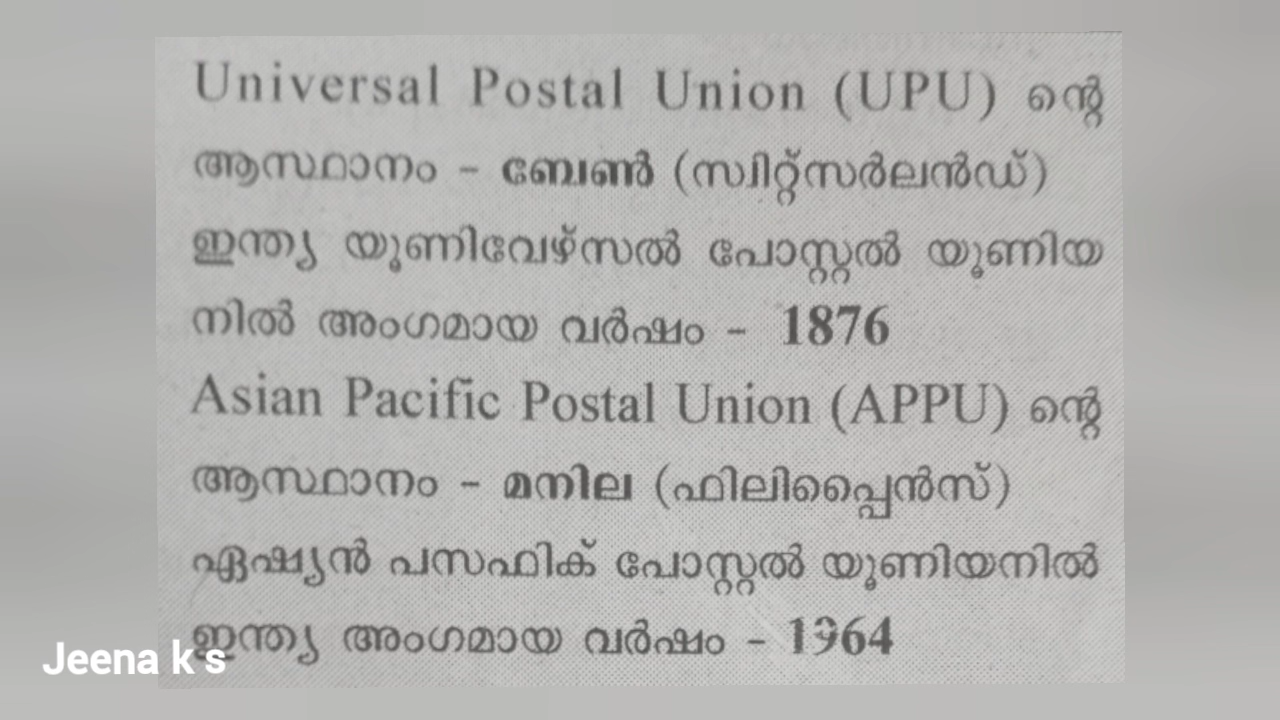 Universal Postal Union (UPU) ന്റെ
ആസ്ഥാനം - ബേൺ (സ്വിറ്റ്സർലൻഡ്)
ഇന്ത്യ യൂണിവേഴ്സൽ പോസ്റ്റൽ യൂണിയ
നിൽ അംഗമായ വർഷം - 1876
Asian Pacific Postal Union (APPU) ന്റെ
ആസ്ഥാനം - മനില (ഫിലിപ്പൈൻസ്)
ഏഷ്യൻ പസഫിക് പോസ്റ്റൽ യൂണിയനിൽ
ഇന്ത്യ അംഗമായ വർഷം - 1964
Jeena k s